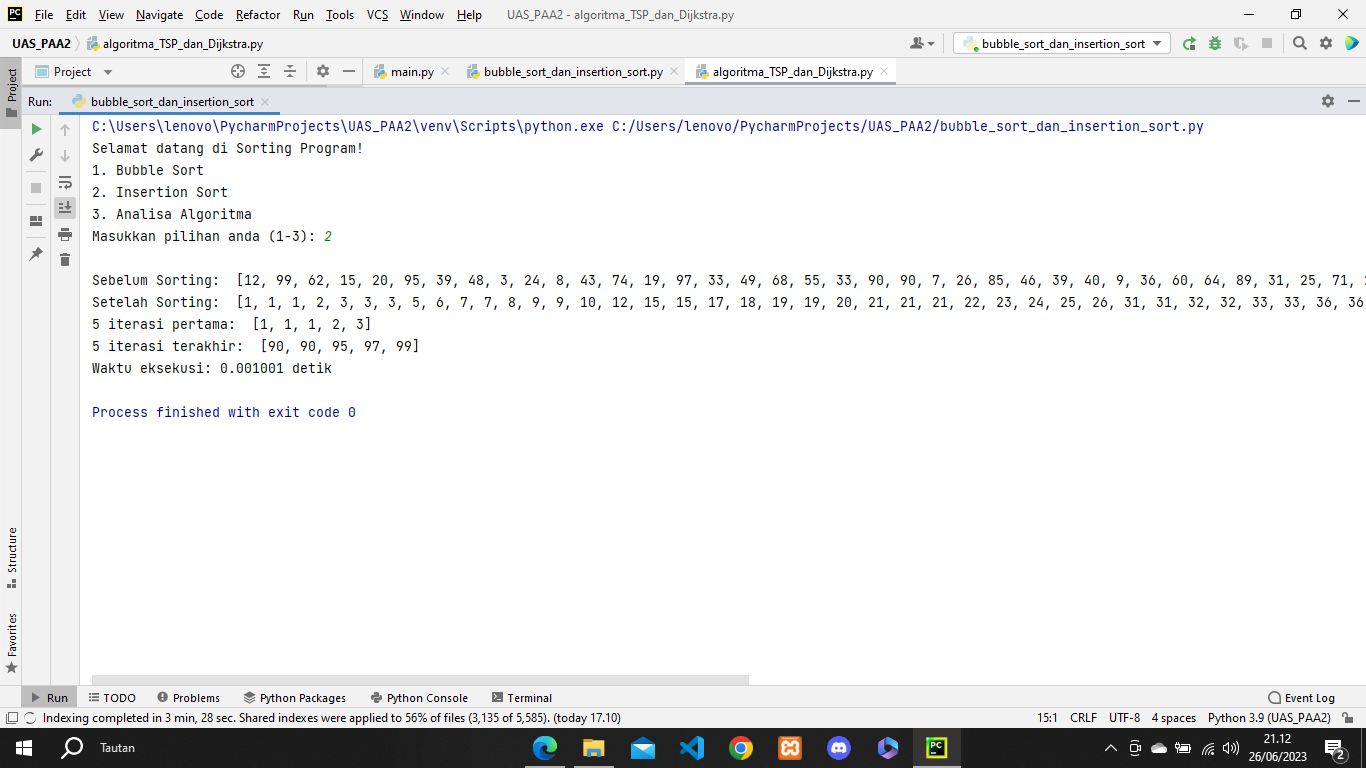 File Edit View Navigate Code Refactor Run Tools VCS Window Help UAS_PAA2 - algoritma_TSP_dan_Dijkstra.py
UAS_PAA2 algoritma_TSP_dan_Dijkstra.py bubble_sort_dan_insertion_sort
Project Project main.py bubble_sort_dan_insertion_sort.py algoritma_TSP_dan_Dijkstra.py
Run: bubble_sort_dan_insertion_sort
C:\Users\lenovo\PycharmProjects\UAS_PAA2\venv\Scripts\python.exe C:/Users/lenovo/PycharmProjects/UAS_PAA2/bubble_sort_dan_insertion_sort.py
Selamat datang di Sorting Program!
1. Bubble Sort
2. Insertion Sort
3. Analisa Algoritma
Masukkan pilihan anda (1-3): 2
Sebelum Sorting:  [12, 99, 62, 15, 20, 95, 39, 48, 3, 24, 8, 43, 74, 19, 97, 33, 49, 68, 55, 33, 90, 90, 7, 26, 85, 46, 39, 40, 9, 36, 60, 64, 89, 31, 25, 71,
Setelah Sorting:  [1, 1, 1, 2, 3, 3, 3, 5, 6, 7, 7, 8, 9, 9, 10, 12, 15, 15, 17, 18, 19, 19, 20, 21, 21, 21, 22, 23, 24, 25, 26, 31, 31, 32, 32, 33, 33, 36, 36
5 iterasi pertama:  [1, 1, 1, 2, 3]
5 iterasi terakhir:  [90, 90, 95, 97, 99]
Waktu eksekusi: 0.001001 detik
Process finished with exit code 0
Structure
Favorites
Run TODO Problems Python Packages Python Console Terminal Event Log
Indexing completed in 3 min, 28 sec. Shared indexes were applied to 56% of files (3,135 of 5,585). (today 17.10) 15:1 CRLF UTF-8 4 spaces Python 3.9 (UAS_PAA2)
Tautan
21.12
26/06/2023
2